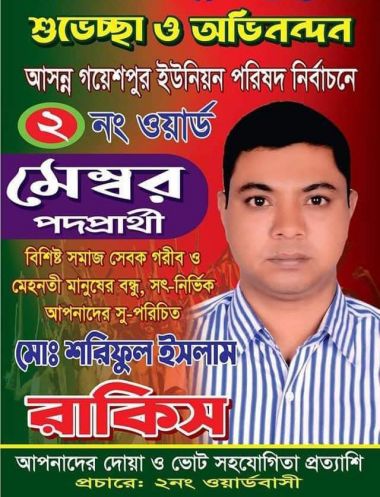 শুভেচ্ছা ও অভিনন্দন
আসন্ন গয়েশপুর ইউনিয়ন পরিষদ নির্বাচনে
২ নং ওয়ার্ড
মেম্বর
পদপ্রার্থী
বিশিষ্ট সমাজ সেবক গরীব ও
মেহনতী মানুষের বন্ধু, সৎ-নির্ভিক
আপনাদের সু-পরিচিত
মোঃ শরিফুল ইসলাম
রাকিস
আপনাদের দোয়া ও ভোট সহযোগিতা প্রত্যাশি
প্রচারে: ২নং ওয়ার্ডবাসী